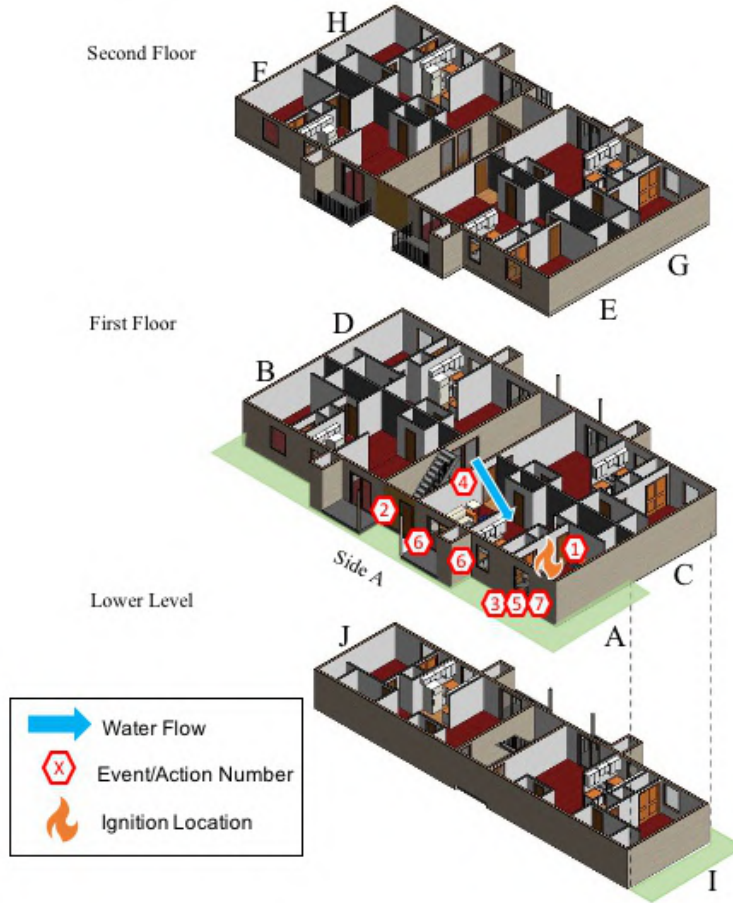 H
Second Floor
F
G
E
First Floor
D
B
4
2
6
1
6
Side A
C
3 5 7
Lower Level
A
J
Water Flow
X
Event/Action Number
Ignition Location
I